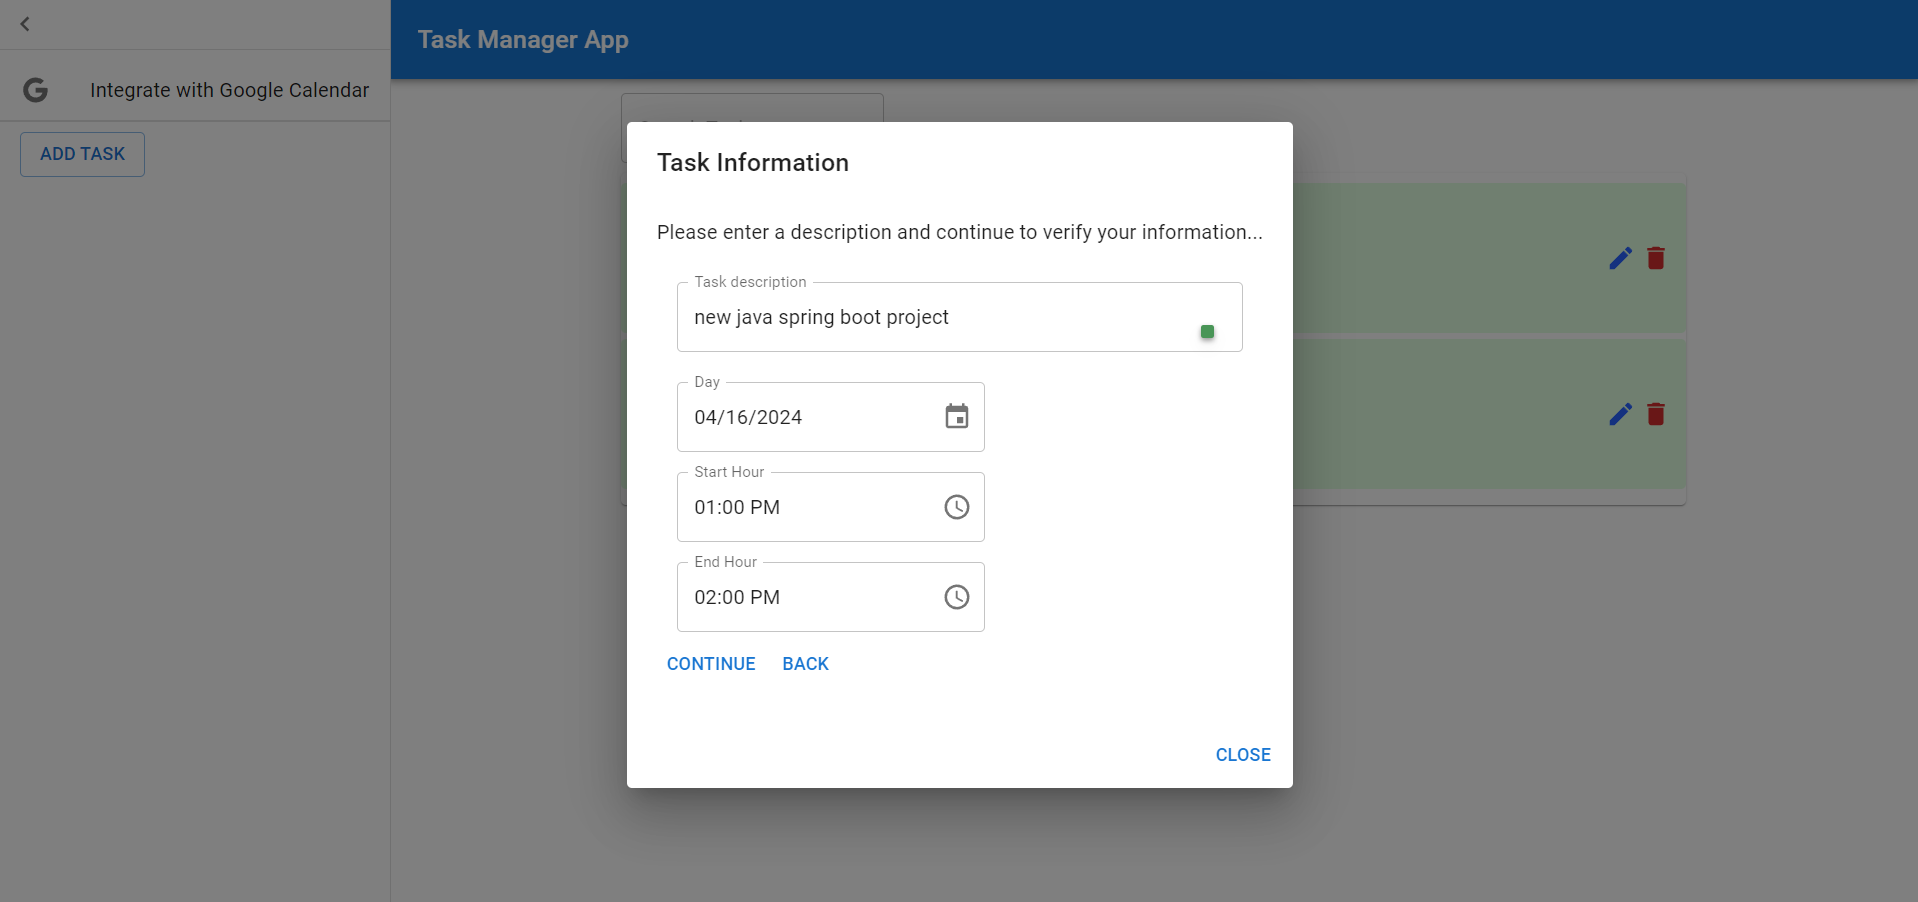 Task Manager App
Integrate with Google Calendar
ADD TASK
Task Information
Please enter a description and continue to verify your information...
Task description
new java spring boot project
Day
04/16/2024
Start Hour
01:00 PM
End Hour
02:00 PM
CONTINUE BACK
CLOSE